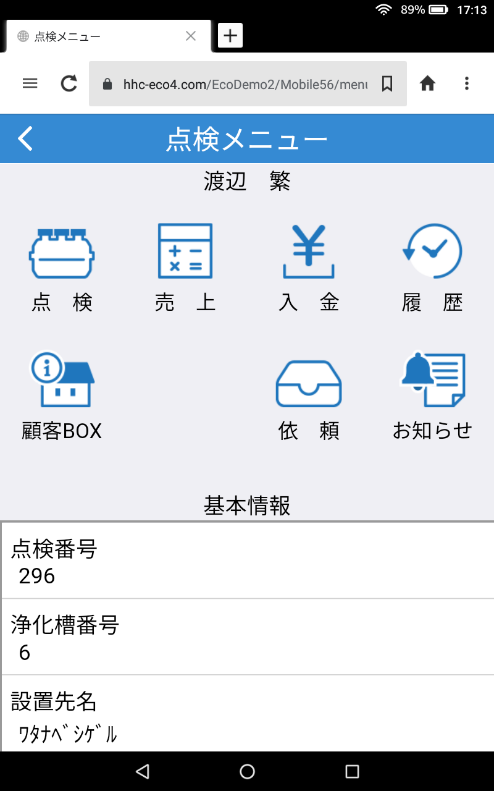 89% 17:13
点検メニュー
hhc-eco4.com/EcoDemo2/Mobile56/menu
点検メニュー
渡辺　繁
点　検 売　上 入　金 履　歴
顧客BOX 依　頼 お知らせ
基本情報
点検番号
296
浄化槽番号
6
設置先名
ﾜﾀﾅﾍﾞ ｼｹﾞﾙ